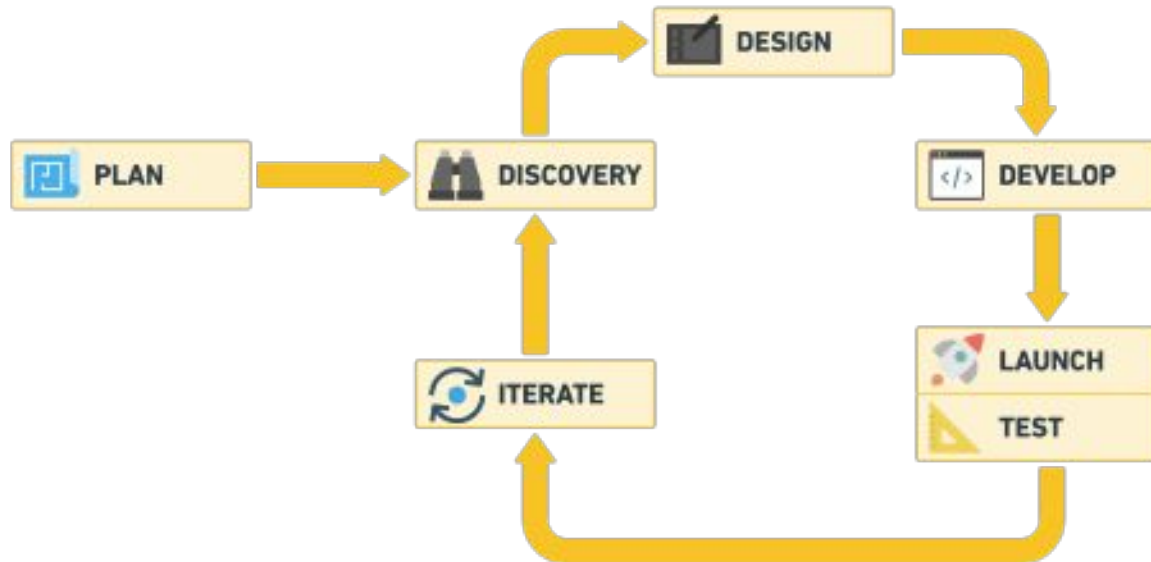 PLAN
DISCOVERY
DESIGN
DEVELOP
</>
LAUNCH
TEST
ITERATE